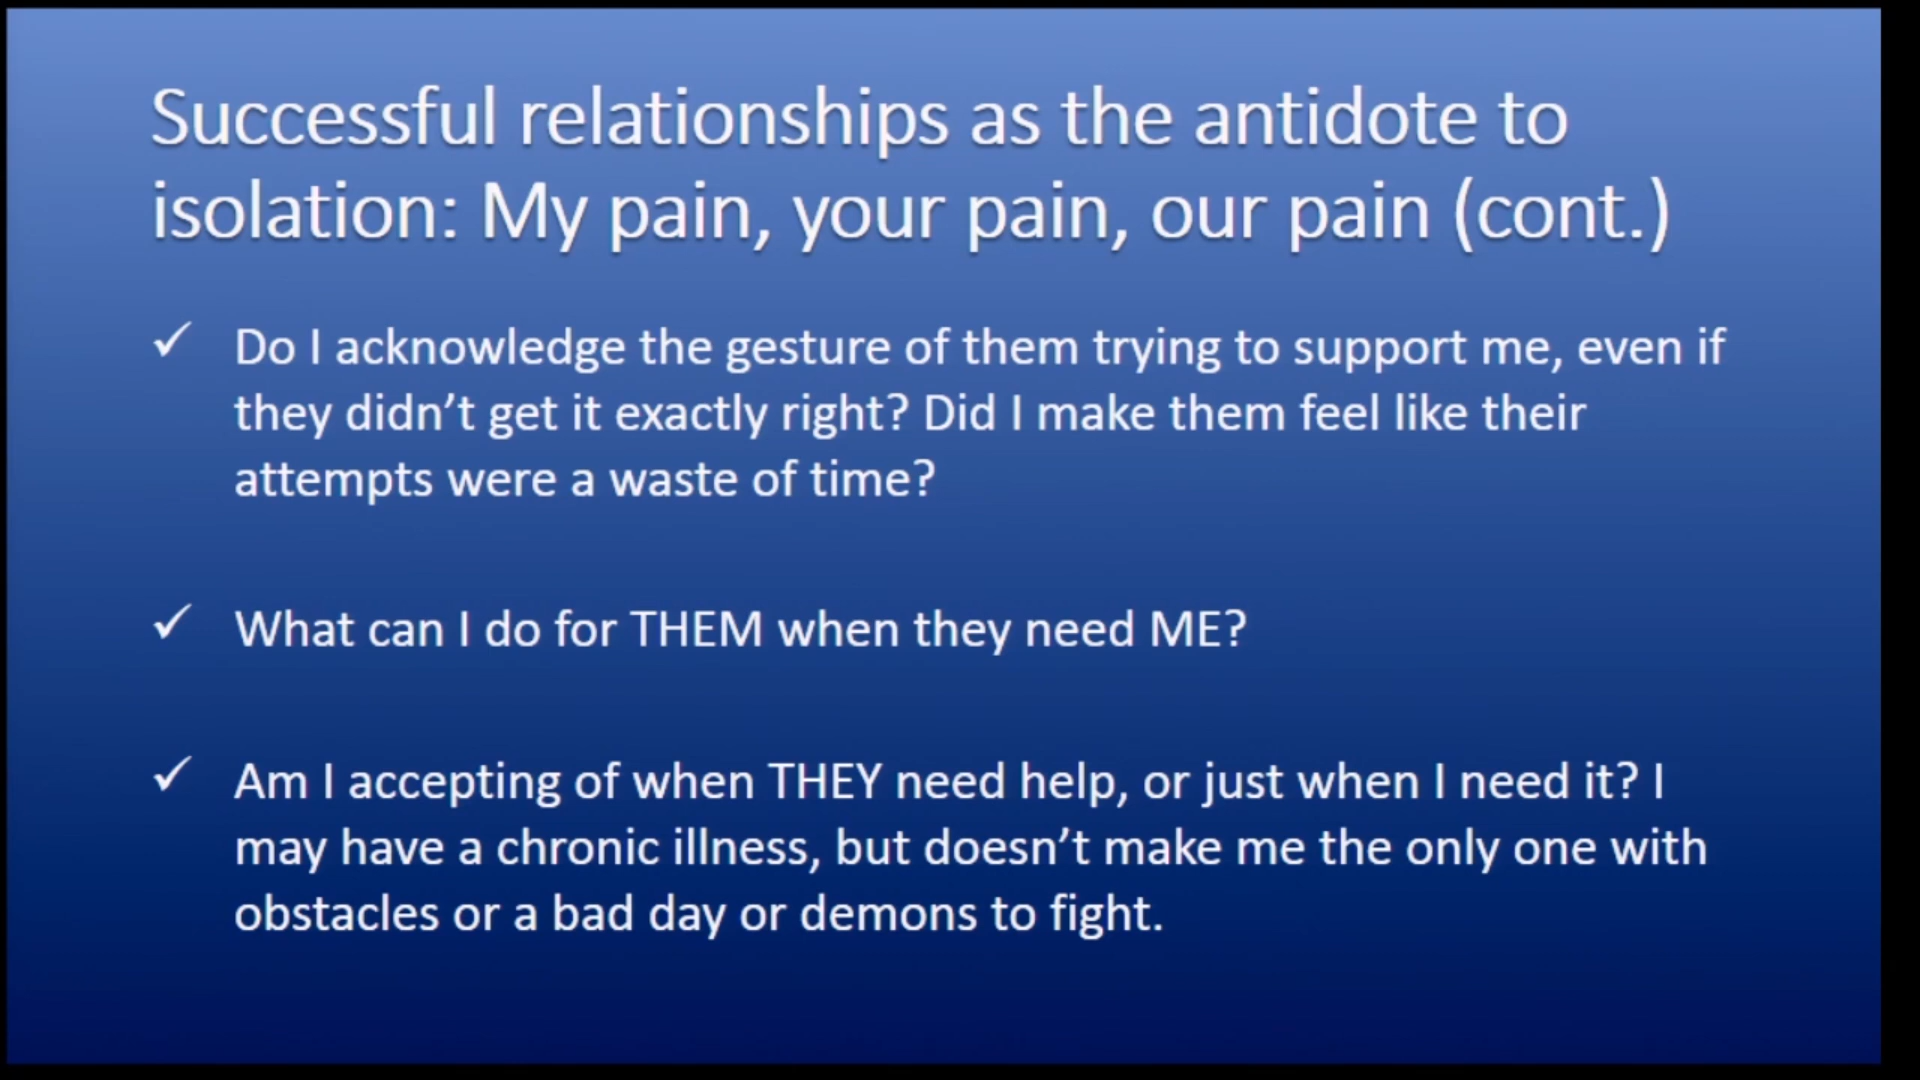 Successful relationships as the antidote to
isolation: My pain, your pain, our pain (cont.)
✓ Do I acknowledge the gesture of them trying to support me, even if
they didn’t get it exactly right? Did I make them feel like their
attempts were a waste of time?
✓ What can I do for THEM when they need ME?
✓ Am I accepting of when THEY need help, or just when I need it? I
may have a chronic illness, but doesn’t make me the only one with
obstacles or a bad day or demons to fight.